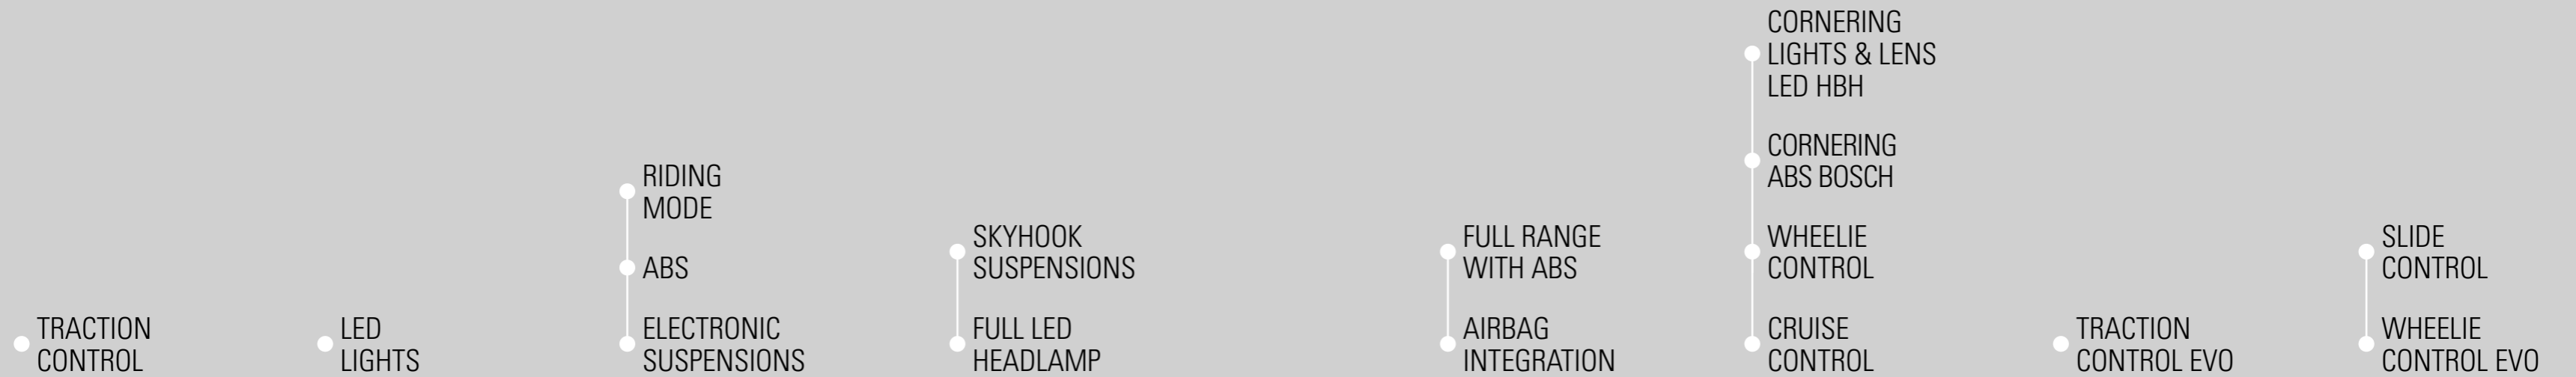 TRACTION
CONTROL
LED
LIGHTS
RIDING
MODE
ABS
ELECTRONIC
SUSPENSIONS
SKYHOOK
SUSPENSIONS
FULL LED
HEADLAMP
FULL RANGE
WITH ABS
AIRBAG
INTEGRATION
CORNERING
LIGHTS & LENS
LED HBH
CORNERING
ABS BOSCH
WHEELIE
CONTROL
CRUISE
CONTROL
TRACTION
CONTROL EVO
SLIDE
CONTROL
WHEELIE
CONTROL EVO